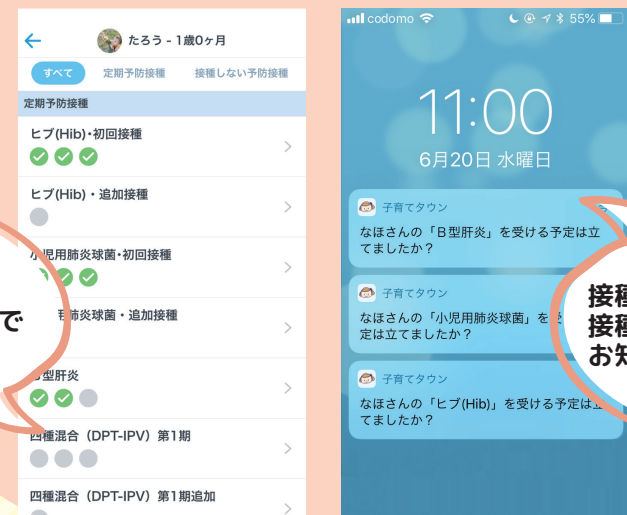 たろう - 1歳0ヶ月
すべて
定期予防接種
接種しない予防接種
定期予防接種
ヒブ(Hib)・初回接種
ヒブ(Hib)・追加接種
小児用肺炎球菌・初回接種
で
用肺炎球菌・追加接種
B型肝炎
四種混合（DPT-IPV）第1期
四種混合（DPT-IPV）第1期追加
codomo
55%
11:00
6月20日 水曜日
子育てタウン
なほさんの「B型肝炎」を受ける予定は立
てましたか？
子育てタウン
なほさんの「小児用肺炎球菌」を受
定は立てましたか？
子育てタウン
なほさんの「ヒブ(Hib)」を受ける予定は立
てましたか？
接種
接種
お知